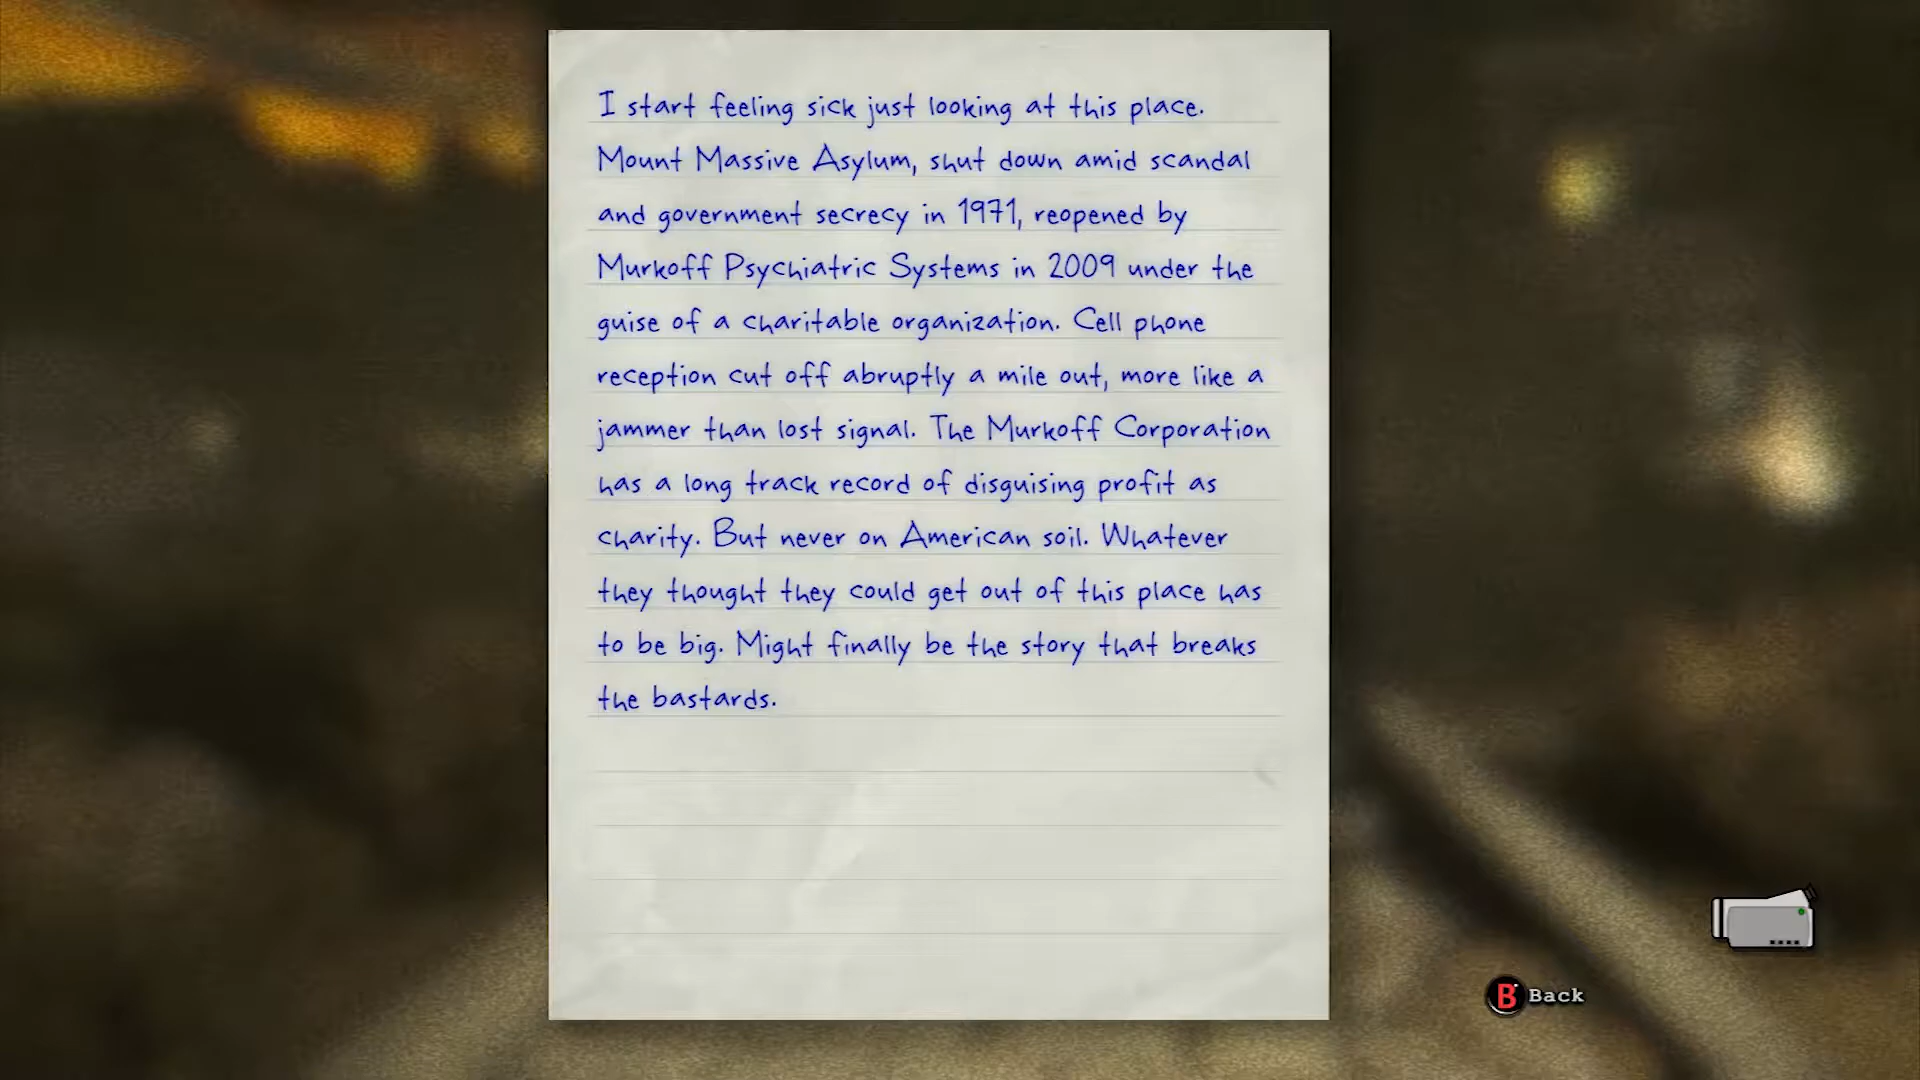 I start feeling sick just looking at this place.
Mount Massive Asylum, shut down amid scandal
and government secrecy in 1971, reopened by
Murkoff Psychiatric Systems in 2009 under the
guise of a charitable organization. Cell phone
reception cut off abruptly a mile out, more like a
jammer than lost signal. The Murkoff Corporation
has a long track record of disguising profit as
charity. But never on American soil. Whatever
they thought they could get out of this place has
to be big. Might finally be the story that breaks
the bastards.
B Back